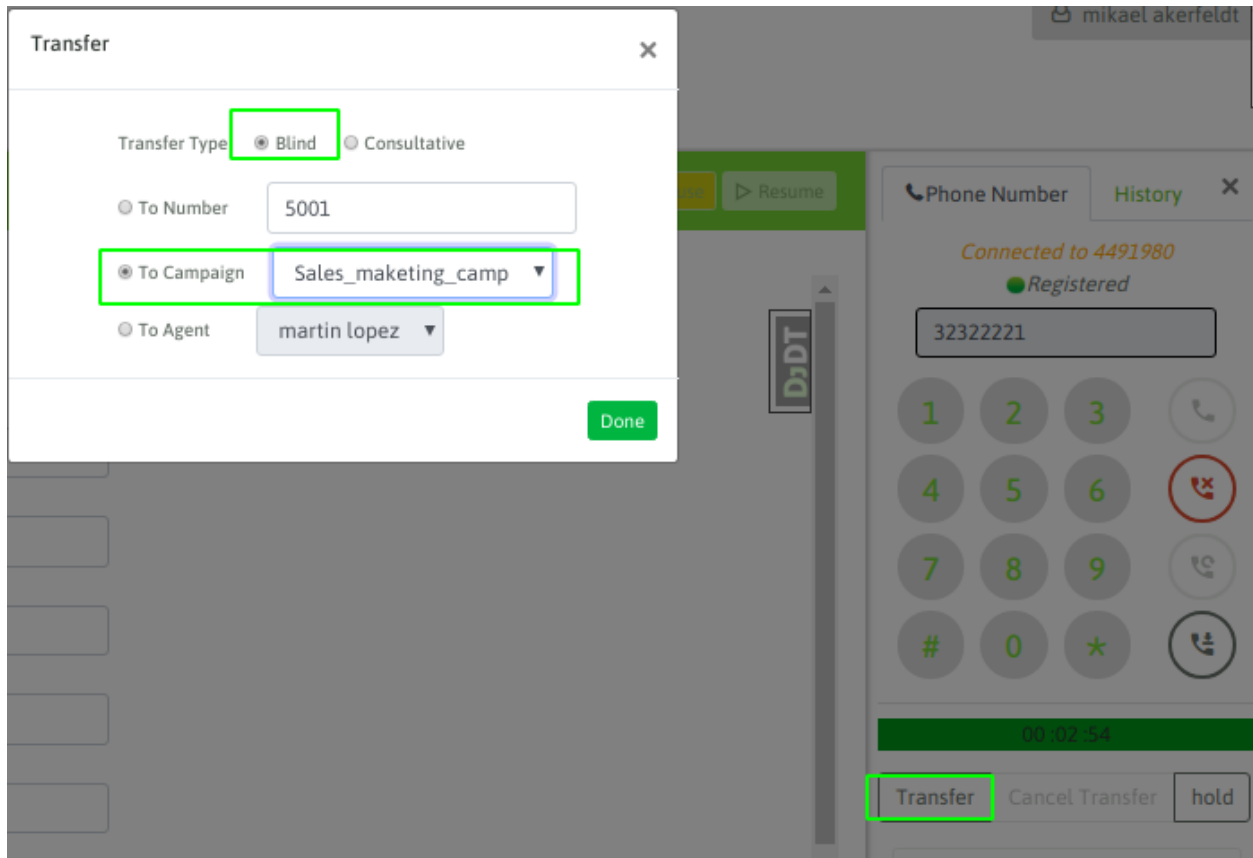 mikael akerfeldt
Transfer ×
Transfer Type Blind Consultative
To Number 5001
To Campaign Sales_maketing_camp
To Agent martin lopez
Done
Resume
Phone Number History ×
Connected to 4491980
Registered
32322221
DjDT
1 2 3
4 5 6
7 8 9
# 0 *
00 :02 :54
Transfer Cancel Transfer hold